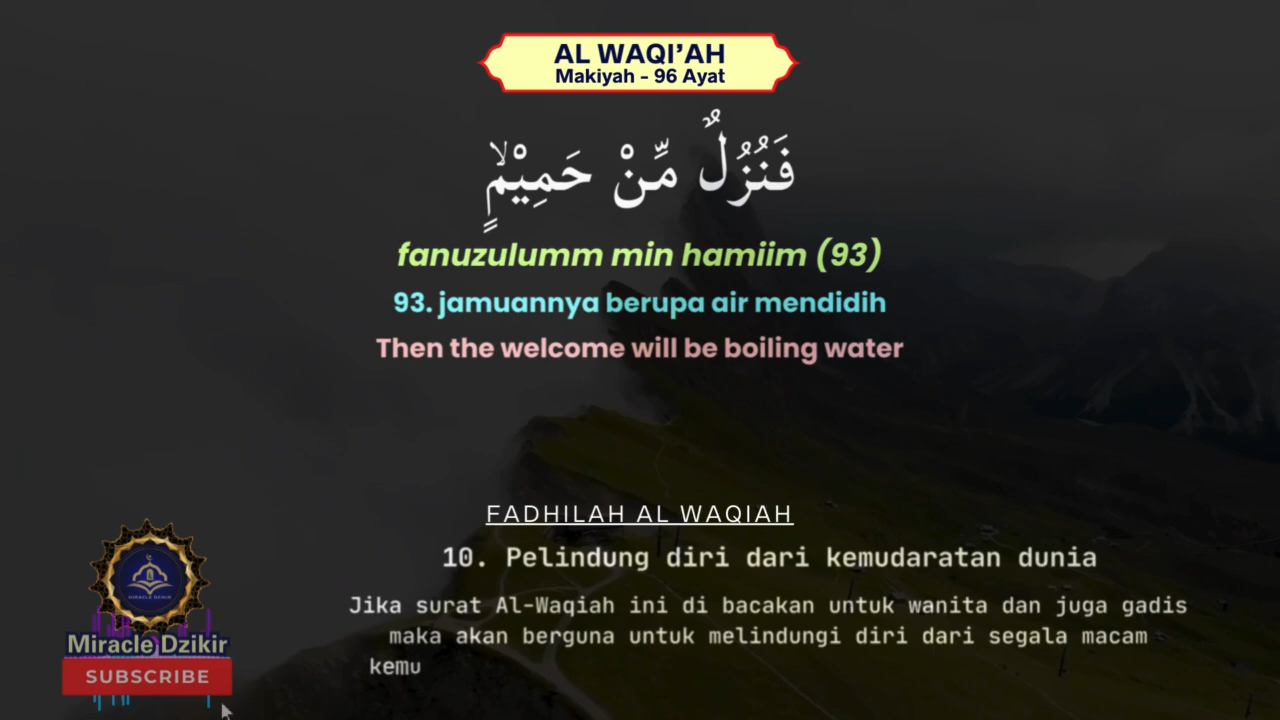 AL WAQI'AH
Makiyah - 96 Ayat
فَنُزُلٌ مِّنْ حَمِيْمٍۙ
fanuzulumm min hamiim (93)
93. jamuannya berupa air mendidih
Then the welcome will be boiling water
FADHILAH AL WAQIAH
10. Pelindung diri dari kemudaratan dunia
Jika surat Al-Waqiah ini di bacakan untuk wanita dan juga gadis
maka akan berguna untuk melindungi diri dari segala macam
kemu
MIRACLE DZIKIR
Miracle Dzikir
SUBSCRIBE